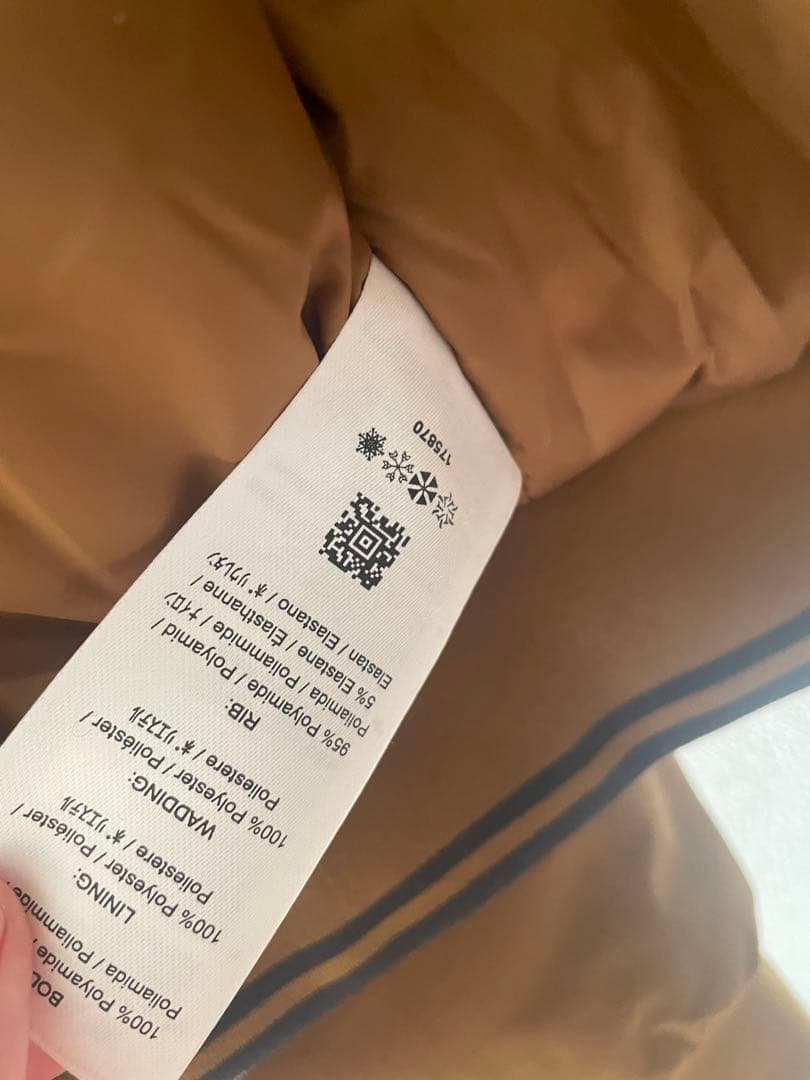 100% Polyamide /
Poliamida / Poliammide /
LINING:
100% Polyester / Poliéster /
Poliestere / ポリエステル
WADDING:
100% Polyester / Poliéster /
Poliestere / ポリエステル
RIB:
95% Polyamide / Polyamid /
Poliamida / Poliammide / ナイロン
5% Elastane / Élasthanne /
Elastan / Elastano / ポリウレタン
175870